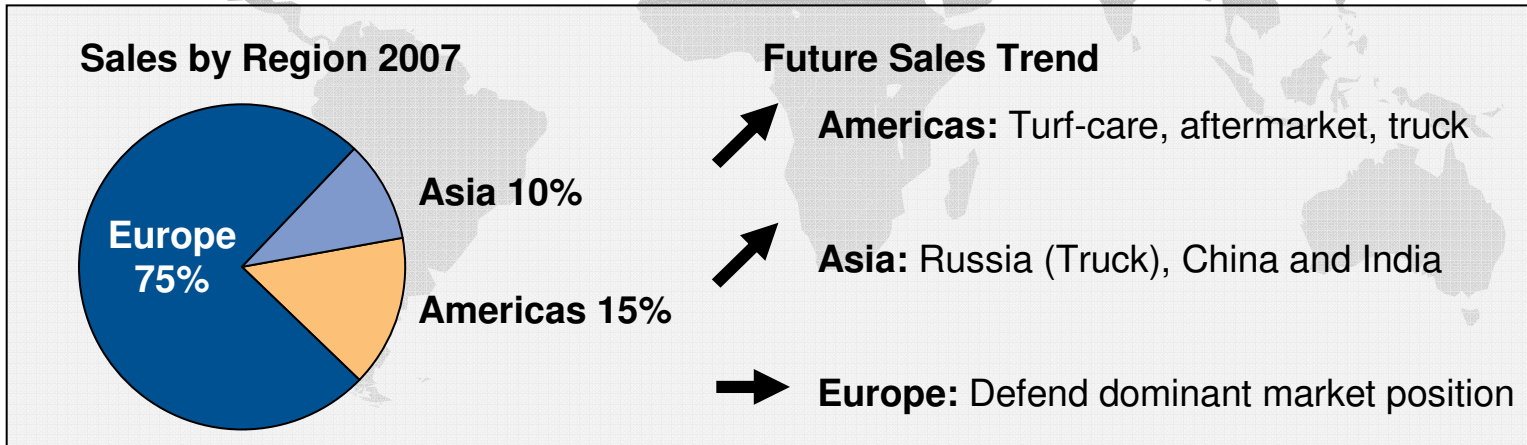 Sales by Region 2007
Europe
75%
Asia 10%
Americas 15%
Future Sales Trend
Americas: Turf-care, aftermarket, truck
Asia: Russia (Truck), China and India
Europe: Defend dominant market position